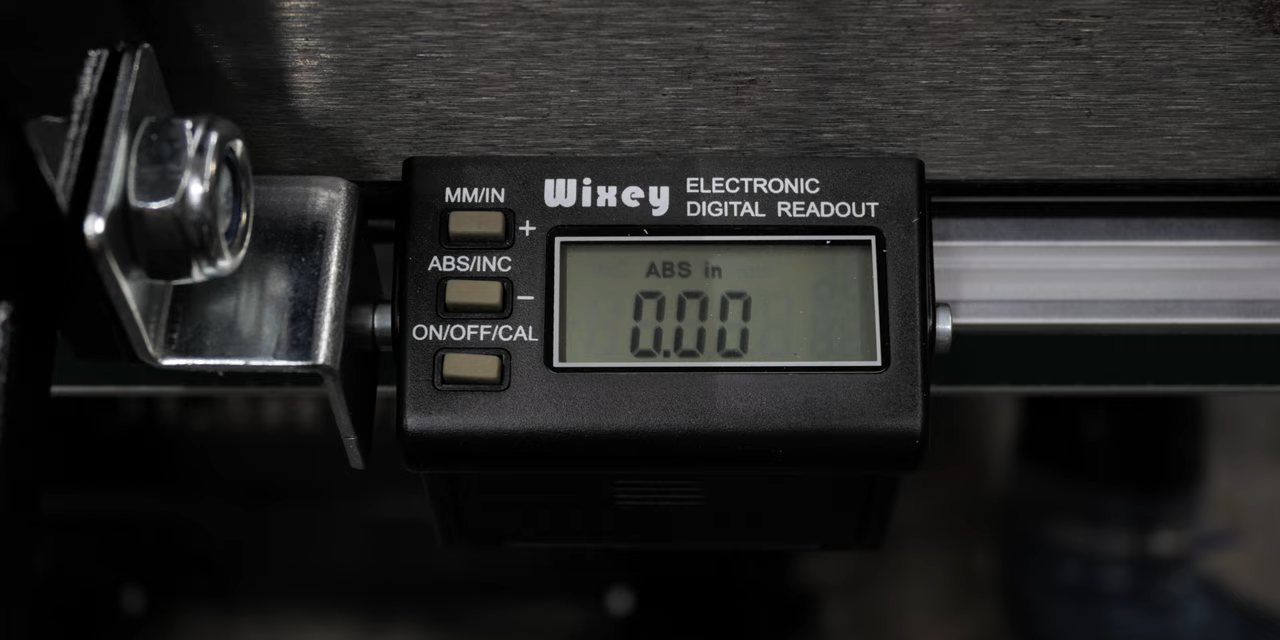 MM/IN
+
ABS/INC
−
ON/OFF/CAL
Wixey
ELECTRONIC
DIGITAL READOUT
ABS in
0.00